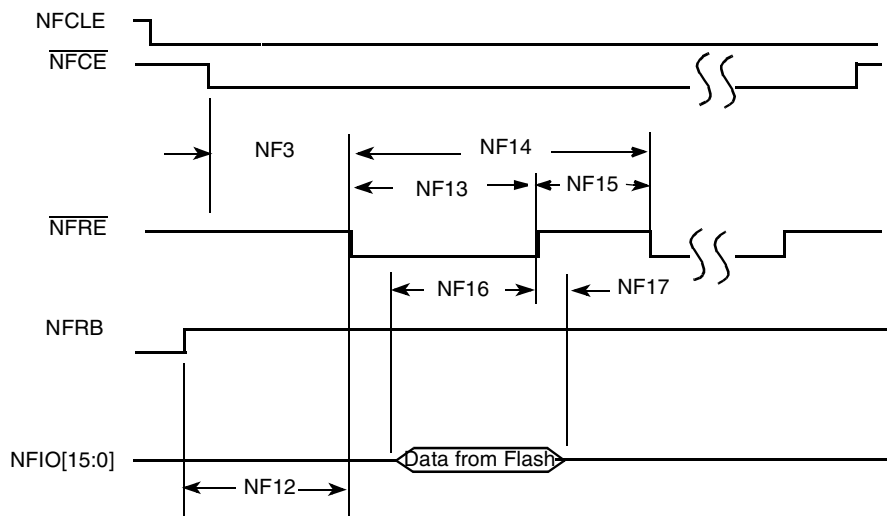 NFCLE
NFCE
NF3
NF14
NF13
NF15
NFRE
NF16
NF17
NFRB
NFIO[15:0]
Data from Flash
NF12